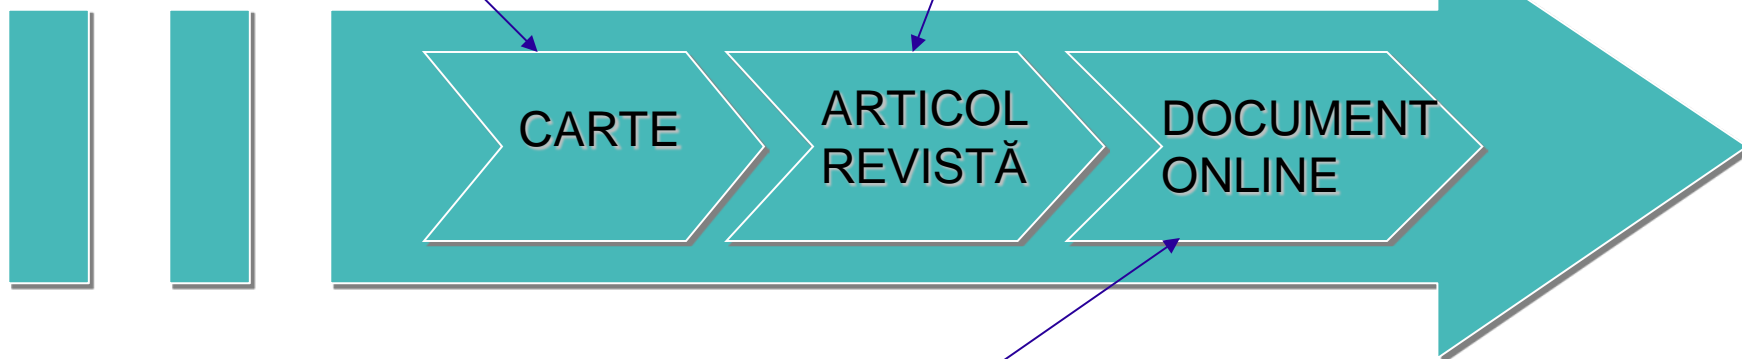 CARTE
ARTICOL
REVISTĂ
DOCUMENT
ONLINE